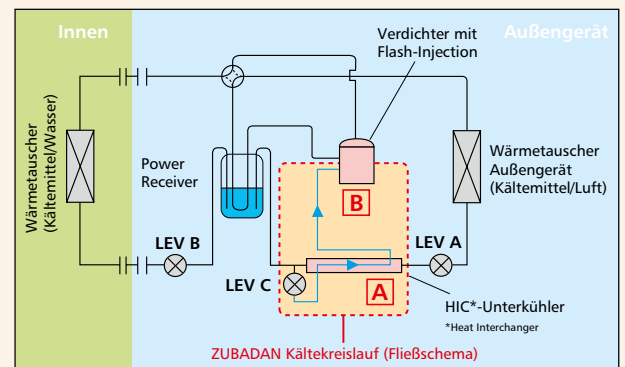 Innen
Außengerät
Verdichter mit
Flash-Injection
Wärmetauscher
(Kältemittel/Wasser)
Power
Receiver
Wärmetauscher
Außengerät
(Kältemittel/Luft)
B
LEV B
LEV A
LEV C
A
HIC*-Unterkühler
*Heat Interchanger
ZUBADAN Kältekreislauf (Fließschema)